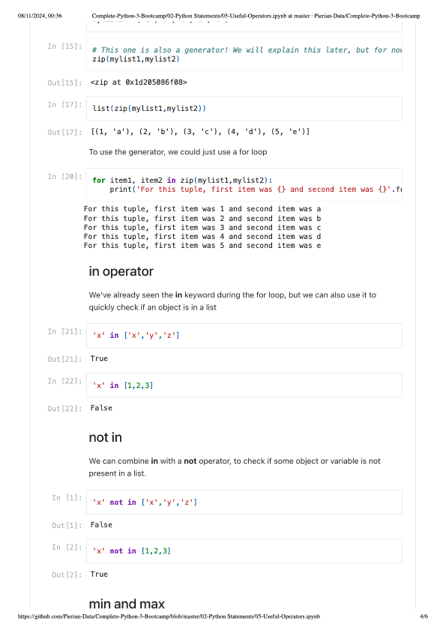 08/11/2024, 00:36 Complete-Python-3-Bootcamp/02-Python Statements/05-Useful-Operators.ipynb at master · Pierian-Data/Complete-Python-3-Bootcamp
In [15]: # This one is also a generator! We will explain this later, but for now
zip(mylist1,mylist2)
Out[15]: <zip at 0x1d205086f08>
In [17]: list(zip(mylist1,mylist2))
Out[17]: [(1, 'a'), (2, 'b'), (3, 'c'), (4, 'd'), (5, 'e')]
To use the generator, we could just use a for loop
In [20]: for item1, item2 in zip(mylist1,mylist2):
print('For this tuple, first item was {} and second item was {}'.fo
For this tuple, first item was 1 and second item was a
For this tuple, first item was 2 and second item was b
For this tuple, first item was 3 and second item was c
For this tuple, first item was 4 and second item was d
For this tuple, first item was 5 and second item was e
in operator
We've already seen the in keyword during the for loop, but we can also use it to
quickly check if an object is in a list
In [21]: 'x' in ['x','y','z']
Out[21]: True
In [22]: 'x' in [1,2,3]
Out[22]: False
not in
We can combine in with a not operator, to check if some object or variable is not
present in a list.
In [1]: 'x' not in ['x','y','z']
Out[1]: False
In [2]: 'x' not in [1,2,3]
Out[2]: True
min and max
https://github.com/Pierian-Data/Complete-Python-3-Bootcamp/blob/master/02-Python Statements/05-Useful-Operators.ipynb 4/6